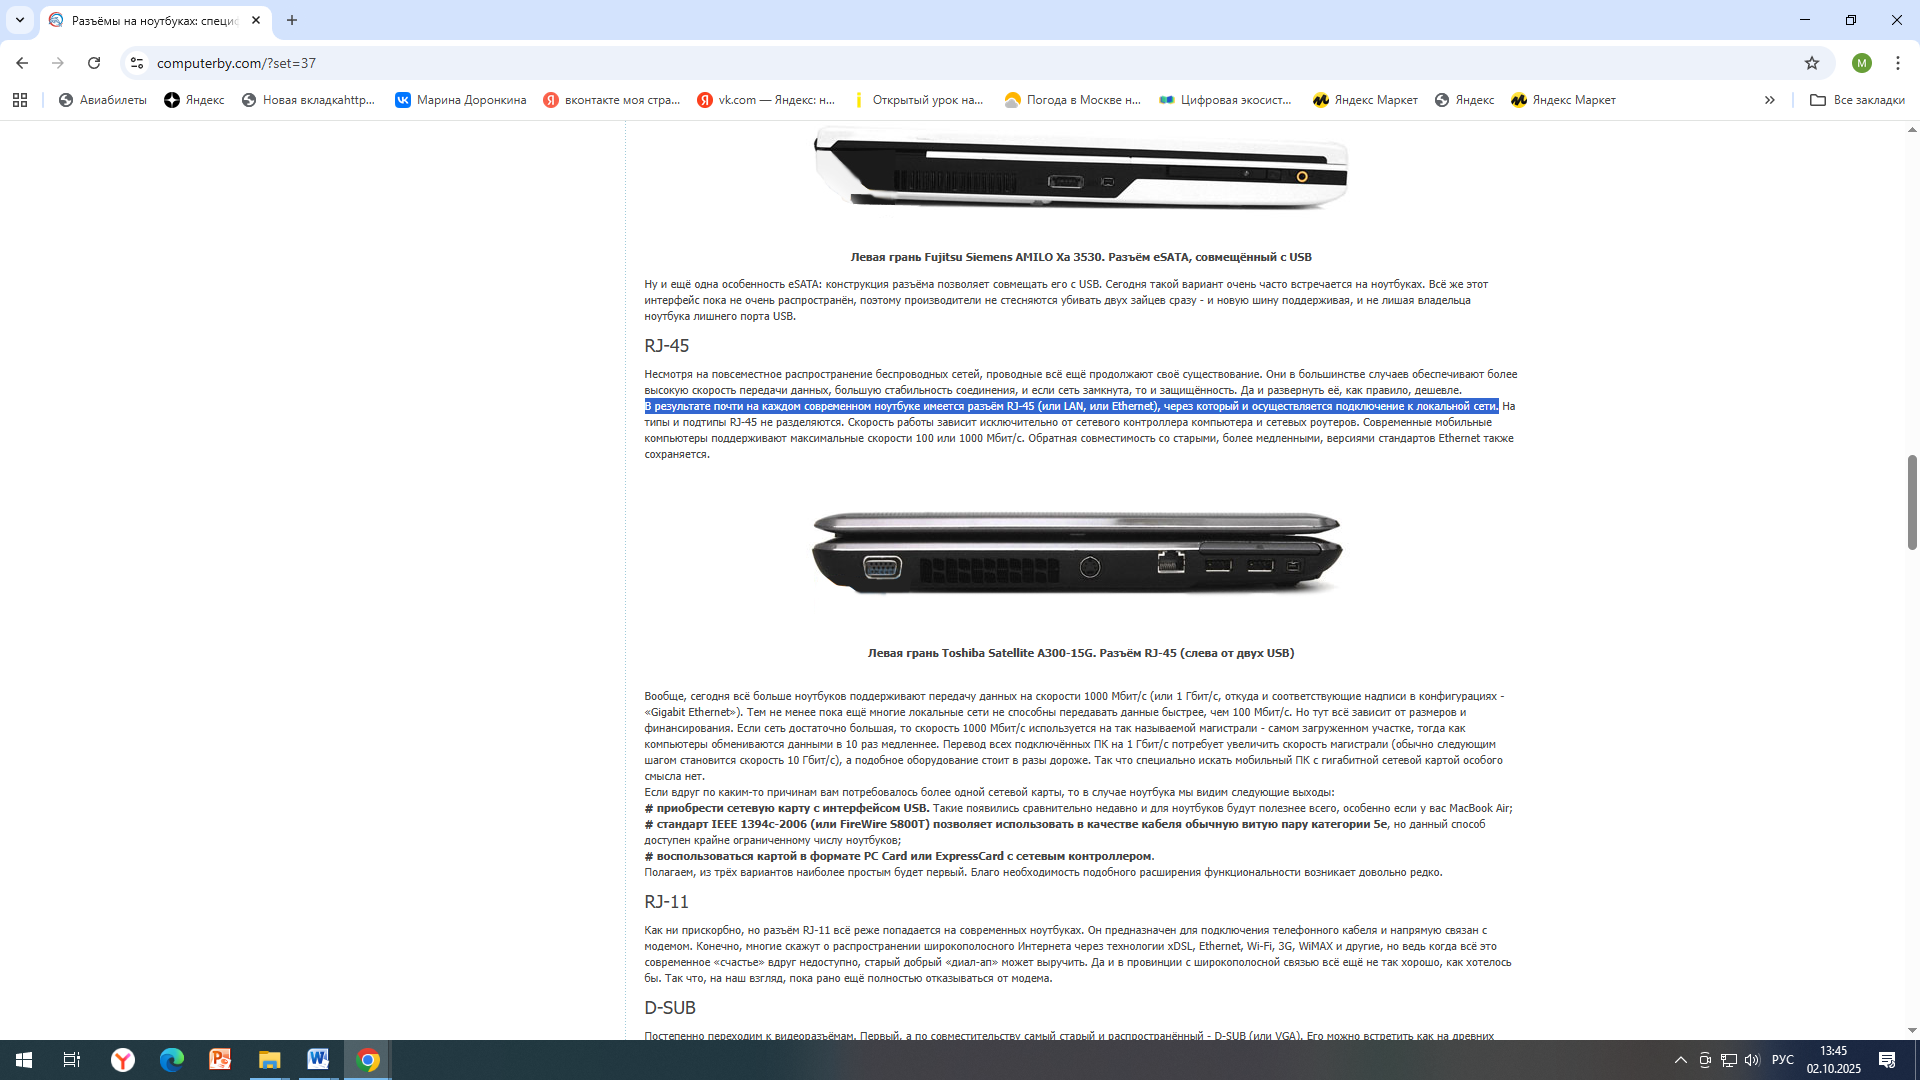 Разъёмы на ноутбуках: специф
computerby.com/?set=37
М
Авиабилеты
Яндекс
Новая вкладкаhttp...
Марина Доронкина
вконтакте моя стра...
vk.com — Яндекс: н...
Открытый урок на...
Погода в Москве н...
Цифровая экосист...
Яндекс Маркет
Яндекс
Яндекс Маркет
Все закладки
Левая грань Fujitsu Siemens AMILO Xa 3530. Разъём eSATA, совмещённый с USB
Ну и ещё одна особенность eSATA: конструкция разъёма позволяет совмещать его с USB. Сегодня такой вариант очень часто встречается на ноутбуках. Всё же этот
интерфейс пока не очень распространён, поэтому производители не стесняются убивать двух зайцев сразу - и новую шину поддерживая, и не лишая владельца
ноутбука лишнего порта USB.
RJ-45
Несмотря на повсеместное распространение беспроводных сетей, проводные всё ещё продолжают своё существование. Они в большинстве случаев обеспечивают более
высокую скорость передачи данных, большую стабильность соединения, и если сеть замкнута, то и защищённость. Да и развернуть её, как правило, дешевле.
В результате почти на каждом современном ноутбуке имеется разъём RJ-45 (или LAN, или Ethernet), через который и осуществляется подключение к локальной сети. На
типы и подтипы RJ-45 не разделяются. Скорость работы зависит исключительно от сетевого контроллера компьютера и сетевых роутеров. Современные мобильные
компьютеры поддерживают максимальные скорости 100 или 1000 Мбит/с. Обратная совместимость со старыми, более медленными, версиями стандартов Ethernet также
сохраняется.
Левая грань Toshiba Satellite A300-15G. Разъём RJ-45 (слева от двух USB)
Вообще, сегодня всё больше ноутбуков поддерживают передачу данных на скорости 1000 Мбит/с (или 1 Гбит/с, откуда и соответствующие надписи в конфигурациях -
«Gigabit Ethernet»). Тем не менее пока ещё многие локальные сети не способны передавать данные быстрее, чем 100 Мбит/с. Но тут всё зависит от размеров и
финансирования. Если сеть достаточно большая, то скорость 1000 Мбит/с используется на так называемой магистрали - самом загруженном участке, тогда как
компьютеры обмениваются данными в 10 раз медленнее. Перевод всех подключённых ПК на 1 Гбит/с потребует увеличить скорость магистрали (обычно следующим
шагом становится скорость 10 Гбит/с), а подобное оборудование стоит в разы дороже. Так что специально искать мобильный ПК с гигабитной сетевой картой особого
смысла нет.
Если вдруг по каким-то причинам вам потребовалось более одной сетевой карты, то в случае ноутбука мы видим следующие выходы:
# приобрести сетевую карту с интерфейсом USB. Такие появились сравнительно недавно и для ноутбуков будут полезнее всего, особенно если у вас MacBook Air;
# стандарт IEEE 1394c-2006 (или FireWire S800T) позволяет использовать в качестве кабеля обычную витую пару категории 5e, но данный способ
доступен крайне ограниченному числу ноутбуков;
# воспользоваться картой в формате PC Card или ExpressCard с сетевым контроллером.
Полагаем, из трёх вариантов наиболее простым будет первый. Благо необходимость подобного расширения функциональности возникает довольно редко.
RJ-11
Как ни прискорбно, но разъём RJ-11 всё реже попадается на современных ноутбуках. Он предназначен для подключения телефонного кабеля и напрямую связан с
модемом. Конечно, многие скажут о распространении широкополосного Интернета через технологии xDSL, Ethernet, Wi-Fi, 3G, WiMAX и другие, но ведь когда всё это
современное «счастье» вдруг недоступно, старый добрый «диал-ап» может выручить. Да и в провинции с широкополосной связью всё ещё не так хорошо, как хотелось
бы. Так что, на наш взгляд, пока рано ещё полностью отказываться от модема.
D-SUB
Постепенно переходим к видеоразъёмам. Первый, а по совместительству самый старый и распространённый - D-SUB (или VGA). Его можно встретить как на древних
РУС
13:45
02.10.2025